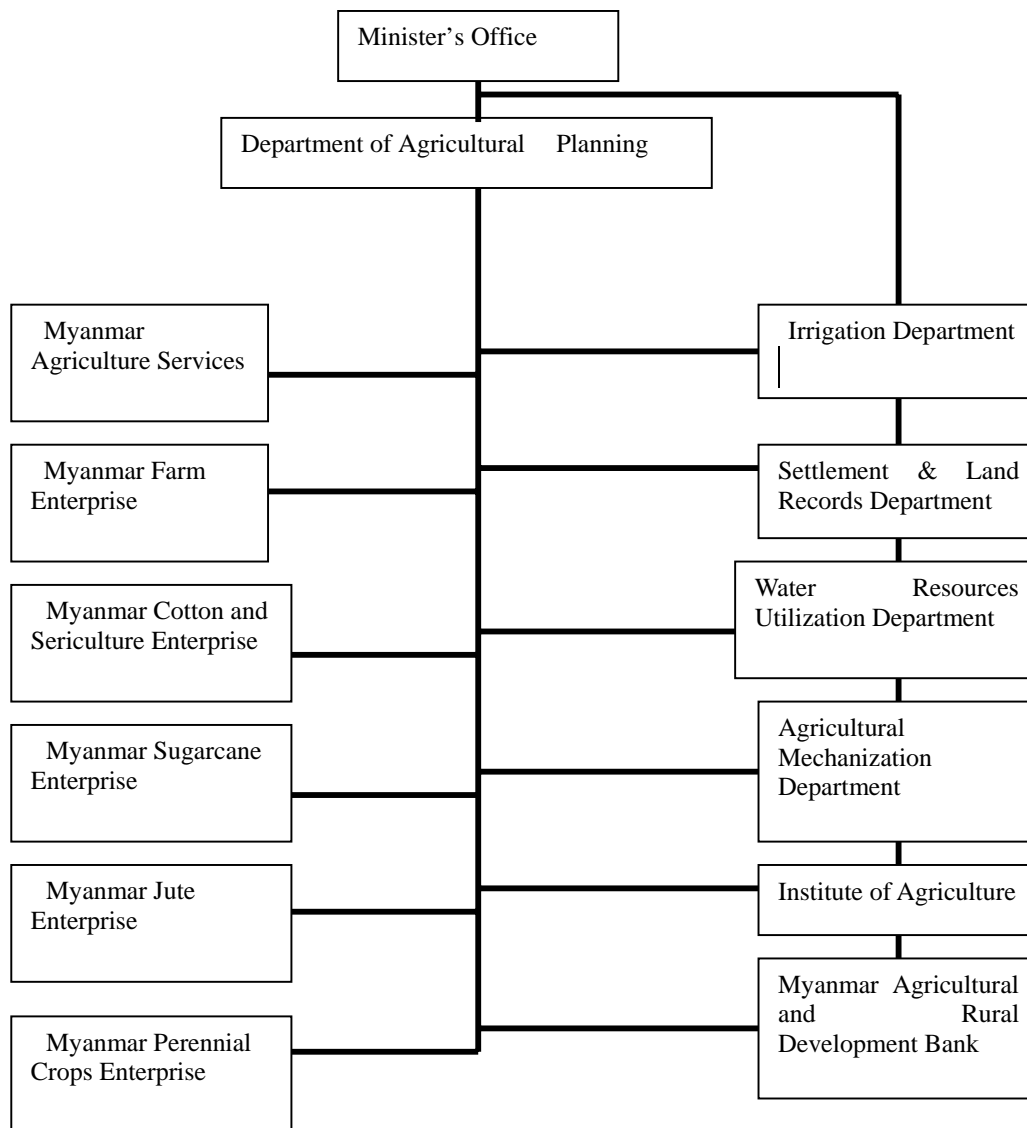 Minister’s Office
Department of Agricultural Planning
Myanmar
Agriculture Services
Myanmar Farm
Enterprise
Myanmar Cotton and
Sericulture Enterprise
Myanmar Sugarcane
Enterprise
Myanmar Jute
Enterprise
Myanmar Perennial
Crops Enterprise
Irrigation Department
Settlement & Land
Records Department
Water Resources
Utilization Department
Agricultural
Mechanization
Department
Institute of Agriculture
Myanmar Agricultural
and Rural
Development Bank